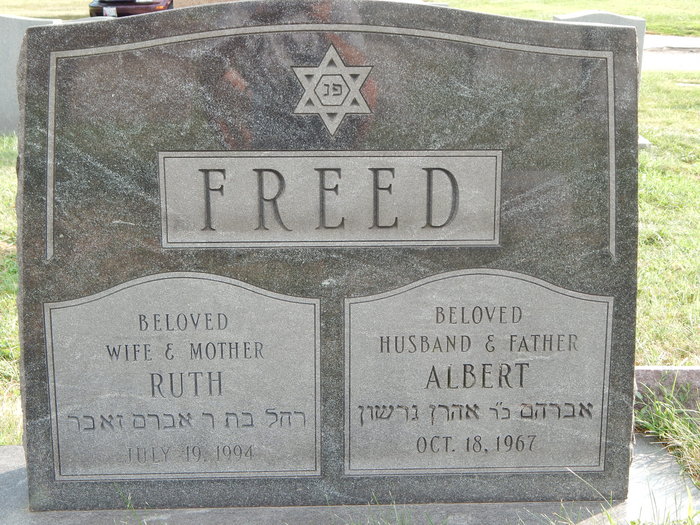 פנ
FREED
BELOVED
WIFE & MOTHER
RUTH
רחל בת ר אברם זאבר
JULY 19, 1994
BELOVED
HUSBAND & FATHER
ALBERT
אברהם ב״ר אהרן גרשון
OCT. 18, 1967